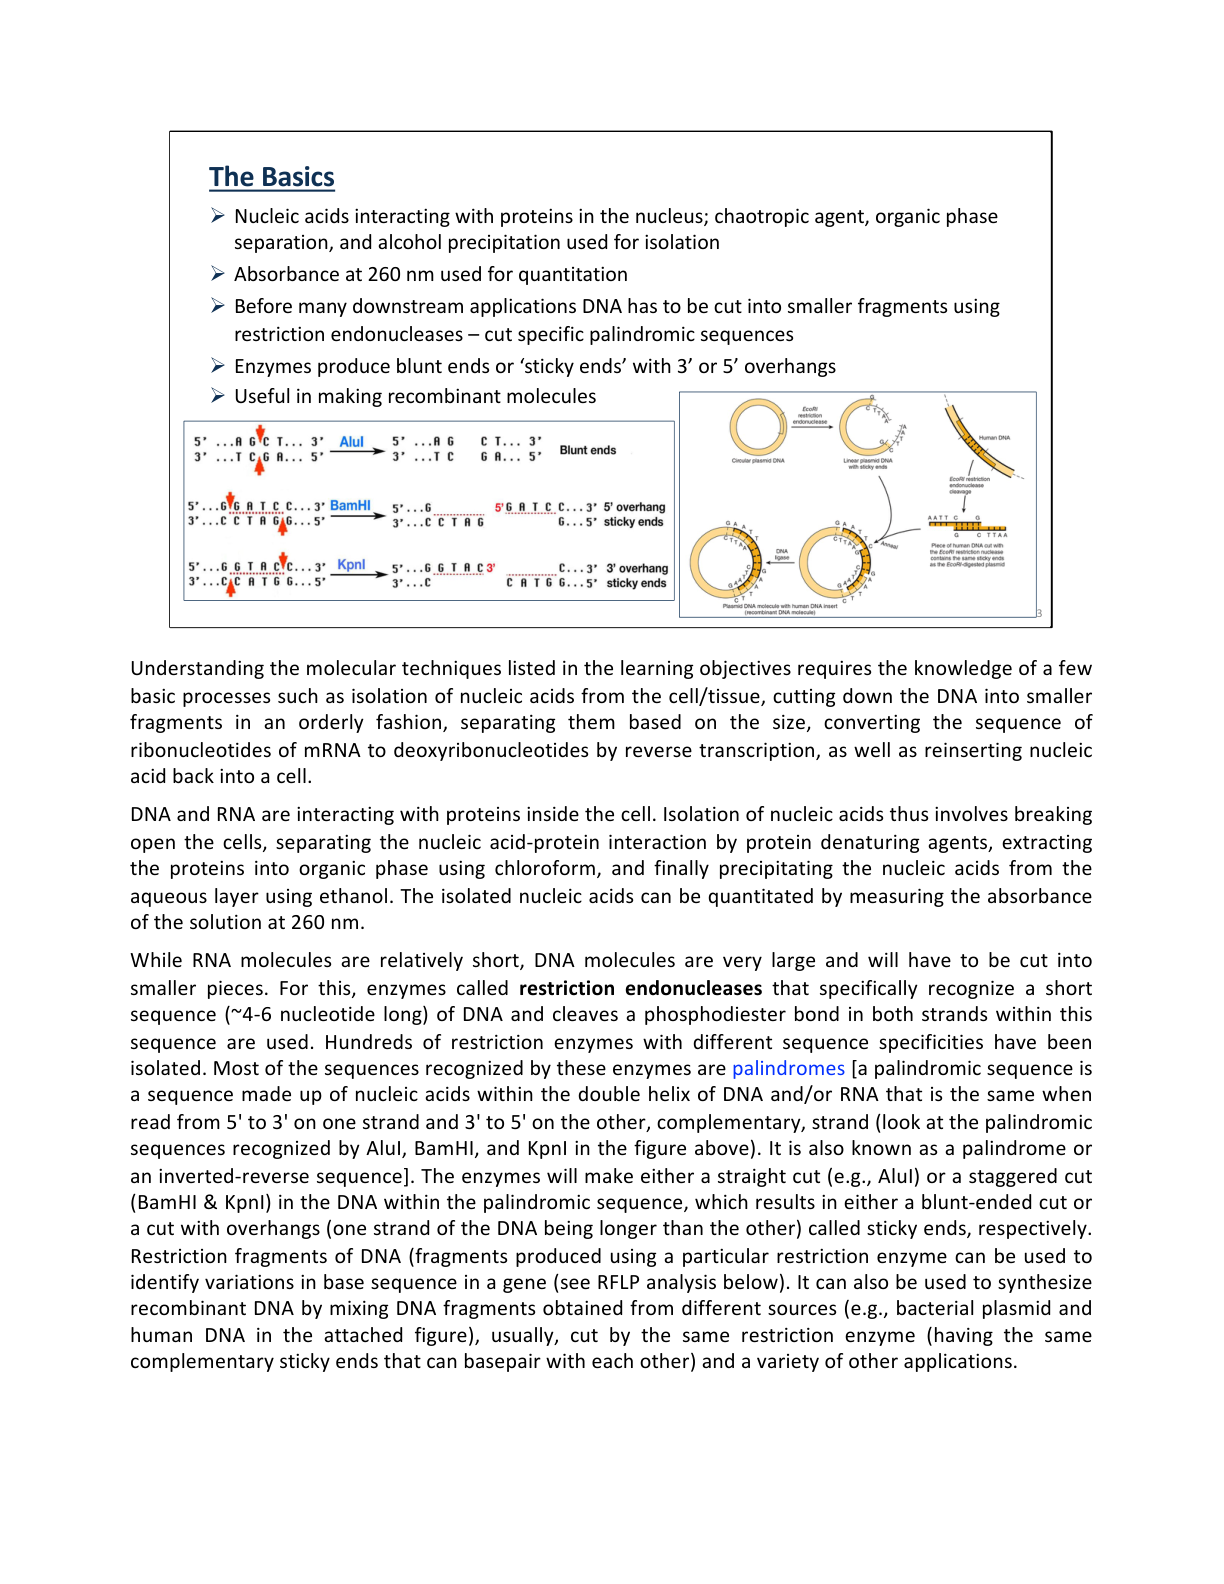 The Basics
➢ Nucleic acids interacting with proteins in the nucleus; chaotropic agent, organic phase
separation, and alcohol precipitation used for isolation
➢ Absorbance at 260 nm used for quantitation
➢ Before many downstream applications DNA has to be cut into smaller fragments using
restriction endonucleases – cut specific palindromic sequences
➢ Enzymes produce blunt ends or ‘sticky ends’ with 3’ or 5’ overhangs
➢ Useful in making recombinant molecules
5' ...A G C T... 3' AluI 5' ...A G C T... 3'
3' ...T C G A... 5' 3' ...T C G A... 5'
Blunt ends
5'...G G A T C C...3' BamHI 5'...G 5'G A T C C...3' 5' overhang
3'...C C T A G G...5' 3'...C C T A G G...5' sticky ends
5'...G G T A C C...3' KpnI 5'...G G T A C 3' C...3' 3' overhang
3'...C C A T G G...5' 3'...C C A T G G...5' sticky ends
EcoRI
restriction
endonuclease
Circular plasmid DNA
Linear plasmid DNA
with sticky ends
Human DNA
EcoRI restriction
endonuclease
cleavage
A A T T C G
G C T T A A
Piece of human DNA cut with
the EcoRI restriction nuclease
contains the same sticky ends
as the EcoRI-digested plasmid
Anneal
DNA
ligase
Plasmid DNA molecule with human DNA insert
(recombinant DNA molecule)
3
Understanding the molecular techniques listed in the learning objectives requires the knowledge of a few
basic processes such as isolation of nucleic acids from the cell/tissue, cutting down the DNA into smaller
fragments in an orderly fashion, separating them based on the size, converting the sequence of
ribonucleotides of mRNA to deoxyribonucleotides by reverse transcription, as well as reinserting nucleic
acid back into a cell.
DNA and RNA are interacting with proteins inside the cell. Isolation of nucleic acids thus involves breaking
open the cells, separating the nucleic acid-protein interaction by protein denaturing agents, extracting
the proteins into organic phase using chloroform, and finally precipitating the nucleic acids from the
aqueous layer using ethanol. The isolated nucleic acids can be quantitated by measuring the absorbance
of the solution at 260 nm.
While RNA molecules are relatively short, DNA molecules are very large and will have to be cut into
smaller pieces. For this, enzymes called restriction endonucleases that specifically recognize a short
sequence (~4-6 nucleotide long) of DNA and cleaves a phosphodiester bond in both strands within this
sequence are used. Hundreds of restriction enzymes with different sequence specificities have been
isolated. Most of the sequences recognized by these enzymes are palindromes [a palindromic sequence is
a sequence made up of nucleic acids within the double helix of DNA and/or RNA that is the same when
read from 5' to 3' on one strand and 3' to 5' on the other, complementary, strand (look at the palindromic
sequences recognized by AluI, BamHI, and KpnI in the figure above). It is also known as a palindrome or
an inverted-reverse sequence]. The enzymes will make either a straight cut (e.g., AluI) or a staggered cut
(BamHI & KpnI) in the DNA within the palindromic sequence, which results in either a blunt-ended cut or
a cut with overhangs (one strand of the DNA being longer than the other) called sticky ends, respectively.
Restriction fragments of DNA (fragments produced using a particular restriction enzyme can be used to
identify variations in base sequence in a gene (see RFLP analysis below). It can also be used to synthesize
recombinant DNA by mixing DNA fragments obtained from different sources (e.g., bacterial plasmid and
human DNA in the attached figure), usually, cut by the same restriction enzyme (having the same
complementary sticky ends that can basepair with each other) and a variety of other applications.